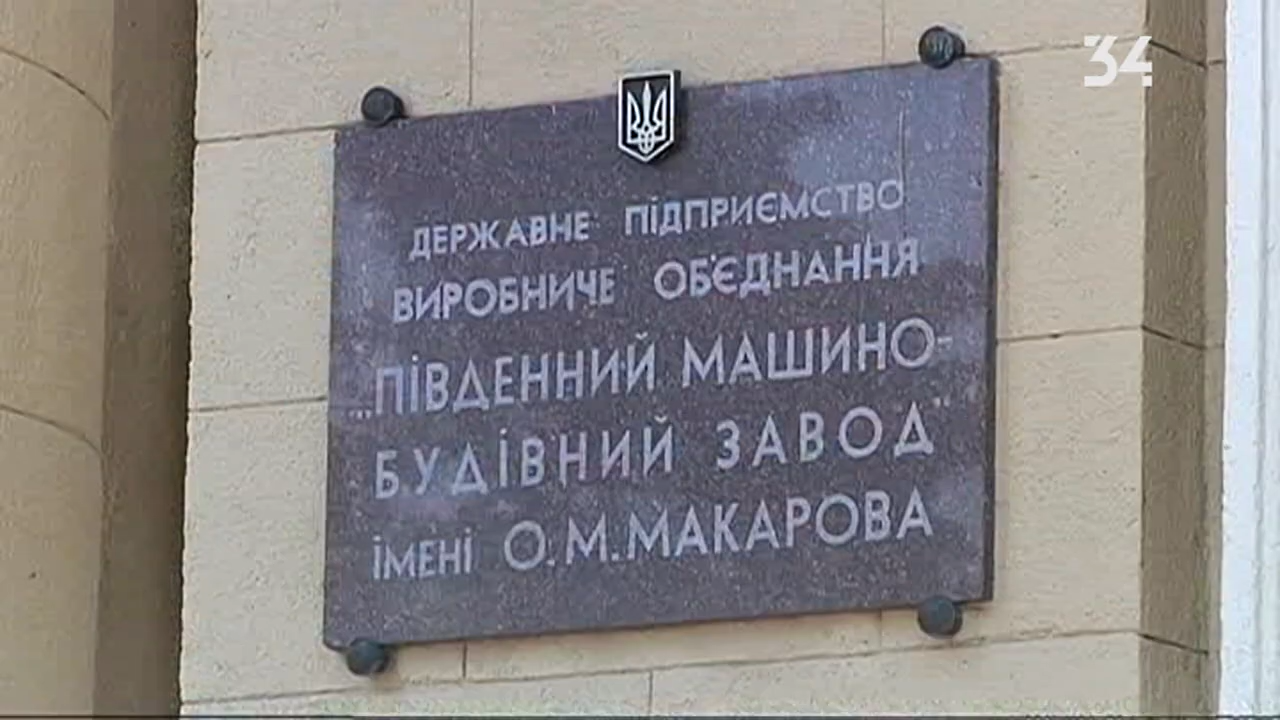 34
ДЕРЖАВНЕ ПІДПРИЄМСТВО
ВИРОБНИЧЕ ОБ'ЄДНАННЯ
„ПІВДЕННИЙ МАШИНО-
БУДІВНИЙ ЗАВОД"
імені О.М.МАКАРОВА